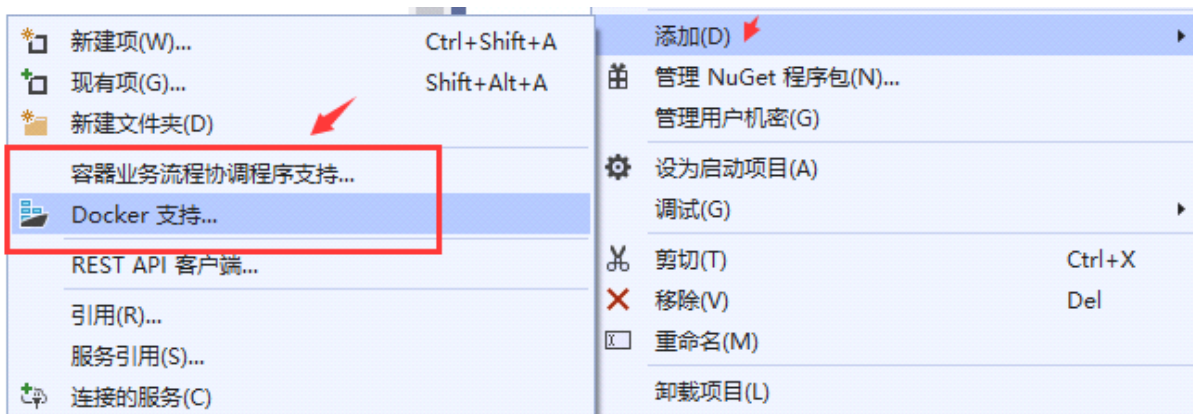 新建项(W)... Ctrl+Shift+A
现有项(G)... Shift+Alt+A
新建文件夹(D)
容器业务流程协调程序支持...
Docker 支持...
REST API 客户端...
引用(R)...
服务引用(S)...
连接的服务(C)
添加(D)
管理 NuGet 程序包(N)...
管理用户机密(G)
设为启动项目(A)
调试(G)
剪切(T) Ctrl+X
移除(V) Del
重命名(M)
卸载项目(L)